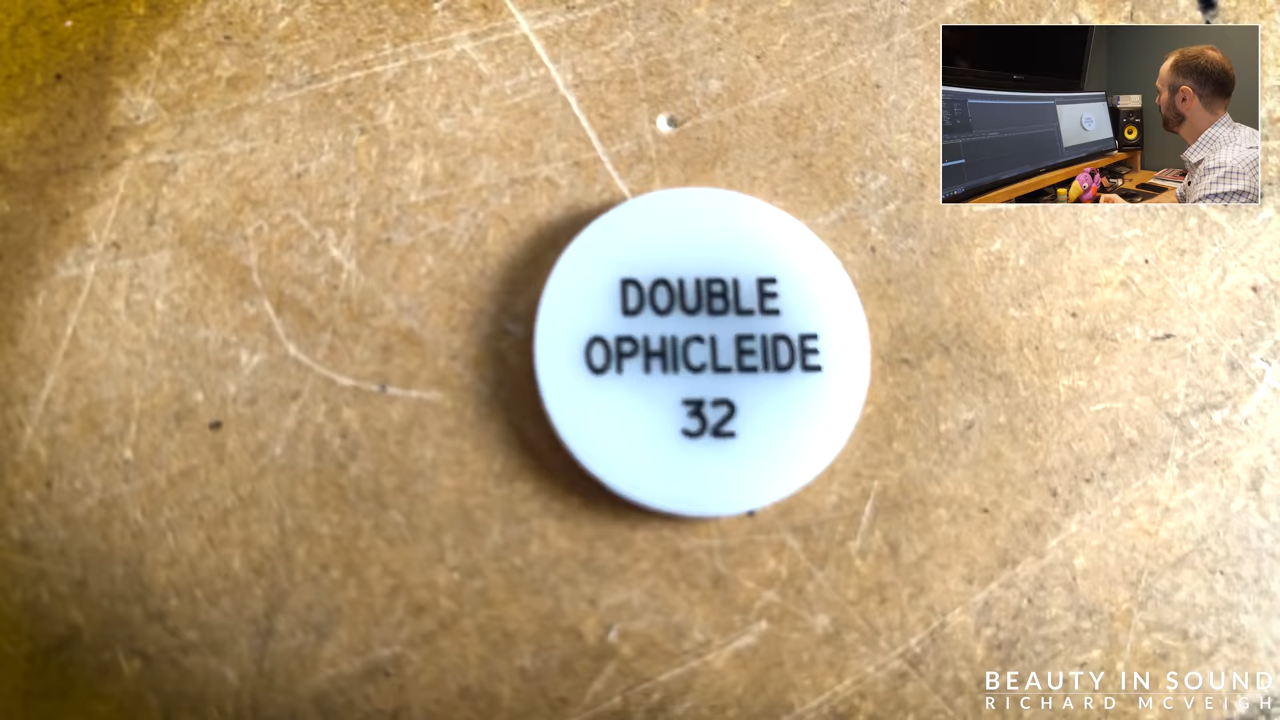 DOUBLE
OPHICLEIDE
32
BEAUTY IN SOUND
RICHARD MCVEIGH